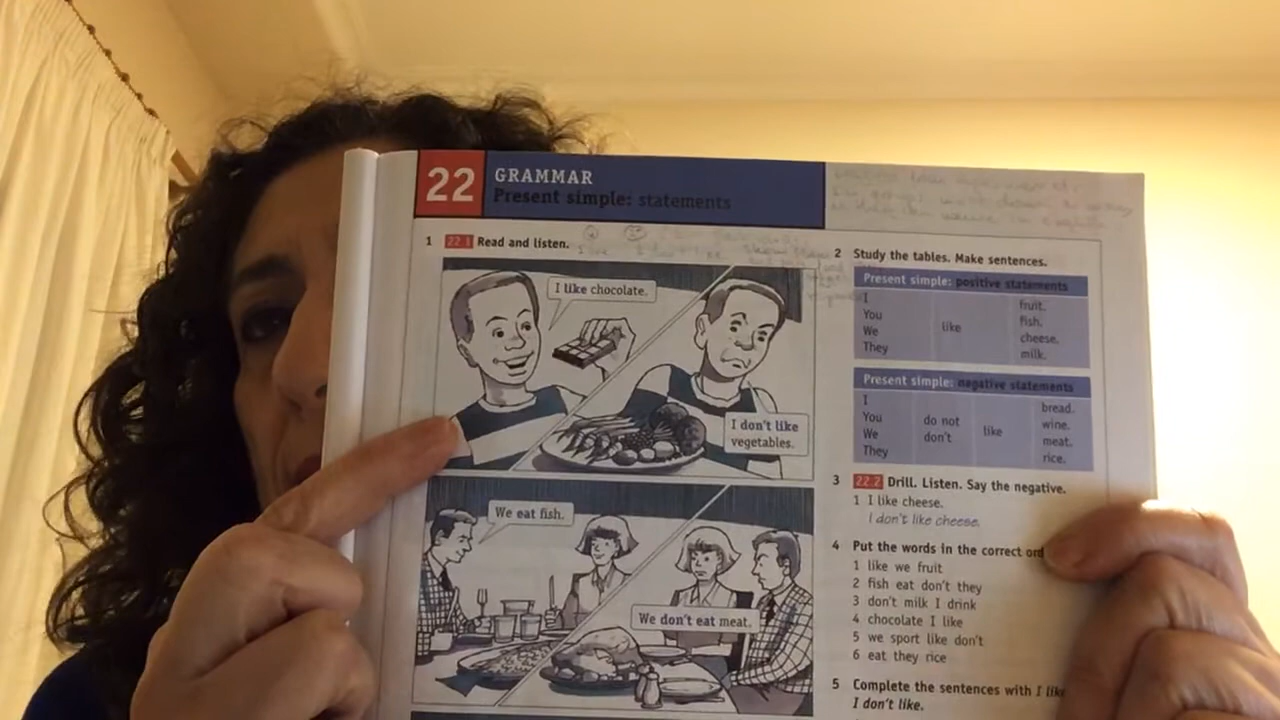 22 GRAMMAR
Present simple: statements
1 22.1 Read and listen.
I like chocolate.
I don't like
vegetables.
We eat fish.
We don't eat meat.
2 Study the tables. Make sentences.
Present simple: positive statements
I
You
We
They
like
fruit.
fish.
cheese.
milk.
Present simple: negative statements
I
You
We
They
do not
don't
like
bread.
wine.
meat.
rice.
3 22.2 Drill. Listen. Say the negative.
1 I like cheese.
I don't like cheese.
4 Put the words in the correct ord
1 like we fruit
2 fish eat don't they
3 don't milk I drink
4 chocolate I like
5 we sport like don't
6 eat they rice
5 Complete the sentences with I like
I don't like.